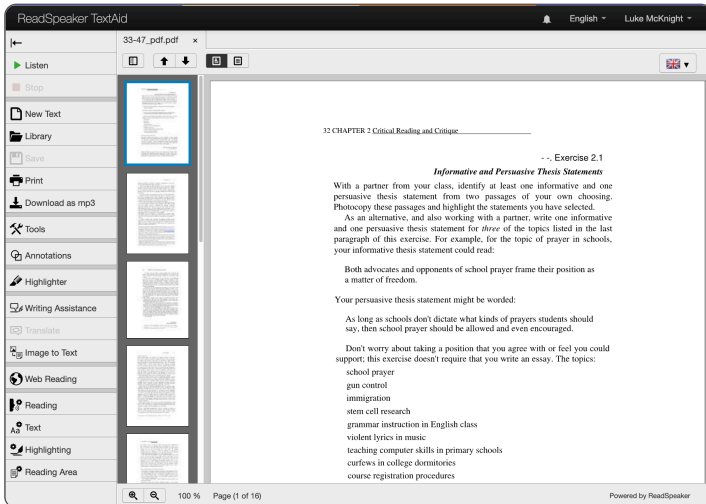 ReadSpeaker TextAid
English
Luke McKnight
33-47_pdf.pdf ×
Listen
Stop
New Text
Library
Save
Print
Download as mp3
Tools
Annotations
Highlighter
Writing Assistance
Translate
Image to Text
Web Reading
Reading
Aa Text
Highlighting
Reading Area
32 CHAPTER 2 Critical Reading and Critique
- -. Exercise 2.1
Informative and Persuasive Thesis Statements
With a partner from your class, identify at least one informative and one
persuasive thesis statement from two passages of your own choosing.
Photocopy these passages and highlight the statements you have selected.
As an alternative, and also working with a partner, write one informative
and one persuasive thesis statement for three of the topics listed in the last
paragraph of this exercise. For example, for the topic of prayer in schools,
your informative thesis statement could read:
Both advocates and opponents of school prayer frame their position as
a matter of freedom.
Your persuasive thesis statement might be worded:
As long as schools don't dictate what kinds of prayers students should
say, then school prayer should be allowed and even encouraged.
Don't worry about taking a position that you agree with or feel you could
support; this exercise doesn't require that you write an essay. The topics:
school prayer
gun control
immigration
stem cell research
grammar instruction in English class
violent lyrics in music
teaching computer skills in primary schools
curfews in college dormitories
course registration procedures
100 %
Page (1 of 16)
Powered by ReadSpeaker